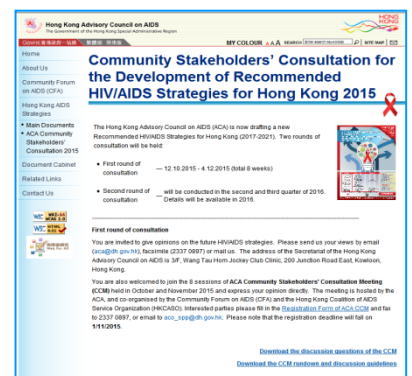 Hong Kong Advisory Council on AIDS
The Government of the Hong Kong Special Administrative Region
HONG KONG
MY COLOUR A A A SEARCH SITE MAP
Home
About Us
Community Forum
on AIDS (CFA)
Hong Kong AIDS
Strategies
Main Documents
ACA Community
Stakeholders'
Consultation 2015
Document Cabinet
Related Links
Contact Us
Community Stakeholders' Consultation for
the Development of Recommended
HIV/AIDS Strategies for Hong Kong 2015
The Hong Kong Advisory Council on AIDS (ACA) is now drafting a new
Recommended HIV/AIDS Strategies for Hong Kong (2017-2021). Two rounds of
consultation will be held:
• First round of
consultation — 12.10.2015 - 4.12.2015 (total 8 weeks)
• Second round of
consultation — will be conducted in the second and third quarter of 2016.
Details will be available in 2016.
First round of consultation
You are invited to give opinions on the future HIV/AIDS strategies. Please send us your views by email
(aca@dh.gov.hk), facsimile (2337 0897) or mail us. The address of the Secretariat of the Hong Kong
Advisory Council on AIDS is 3/F, Wang Tau Hom Jockey Club Clinic, 200 Junction Road East, Kowloon,
Hong Kong.
You are also welcomed to join the 8 sessions of ACA Community Stakeholders' Consultation Meeting
(CCM) held in October and November 2015 and express your opinion directly. The meeting is hosted by the
ACA, and co-organised by the Community Forum on AIDS (CFA) and the Hong Kong Coalition of AIDS
Service Organization (HKCASO). Interested parties please fill in the Registration Form of ACA CCM and fax
to 2337 0897, or email to aco_spp@dh.gov.hk. Please note that the registration deadline will fall on
1/11/2015.
Download the discussion questions of the CCM
Download the CCM rundown and discussion guidelines